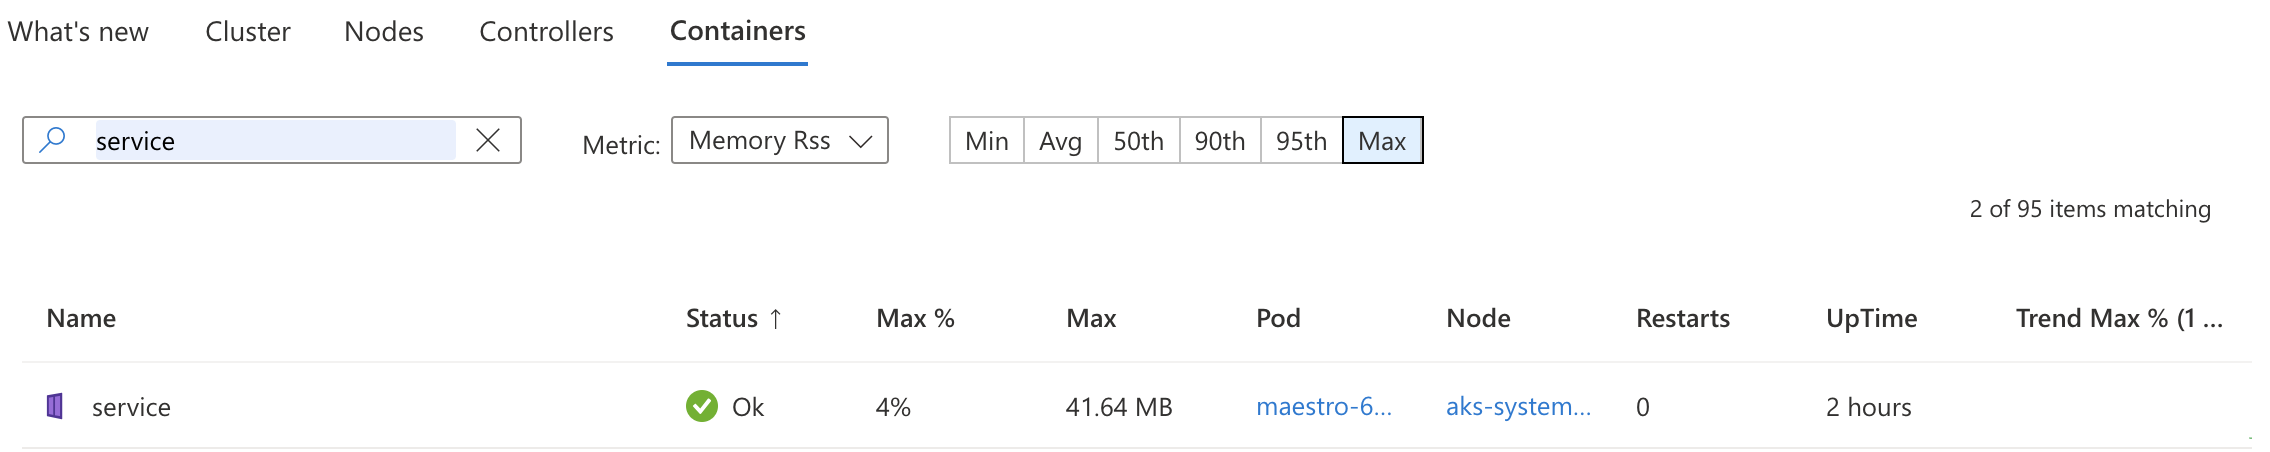 What's new Cluster Nodes Controllers Containers
service Metric: Memory Rss Min Avg 50th 90th 95th Max
2 of 95 items matching
Name Status ↑ Max % Max Pod Node Restarts UpTime Trend Max % (1 ...
service Ok 4% 41.64 MB maestro-6... aks-system... 0 2 hours